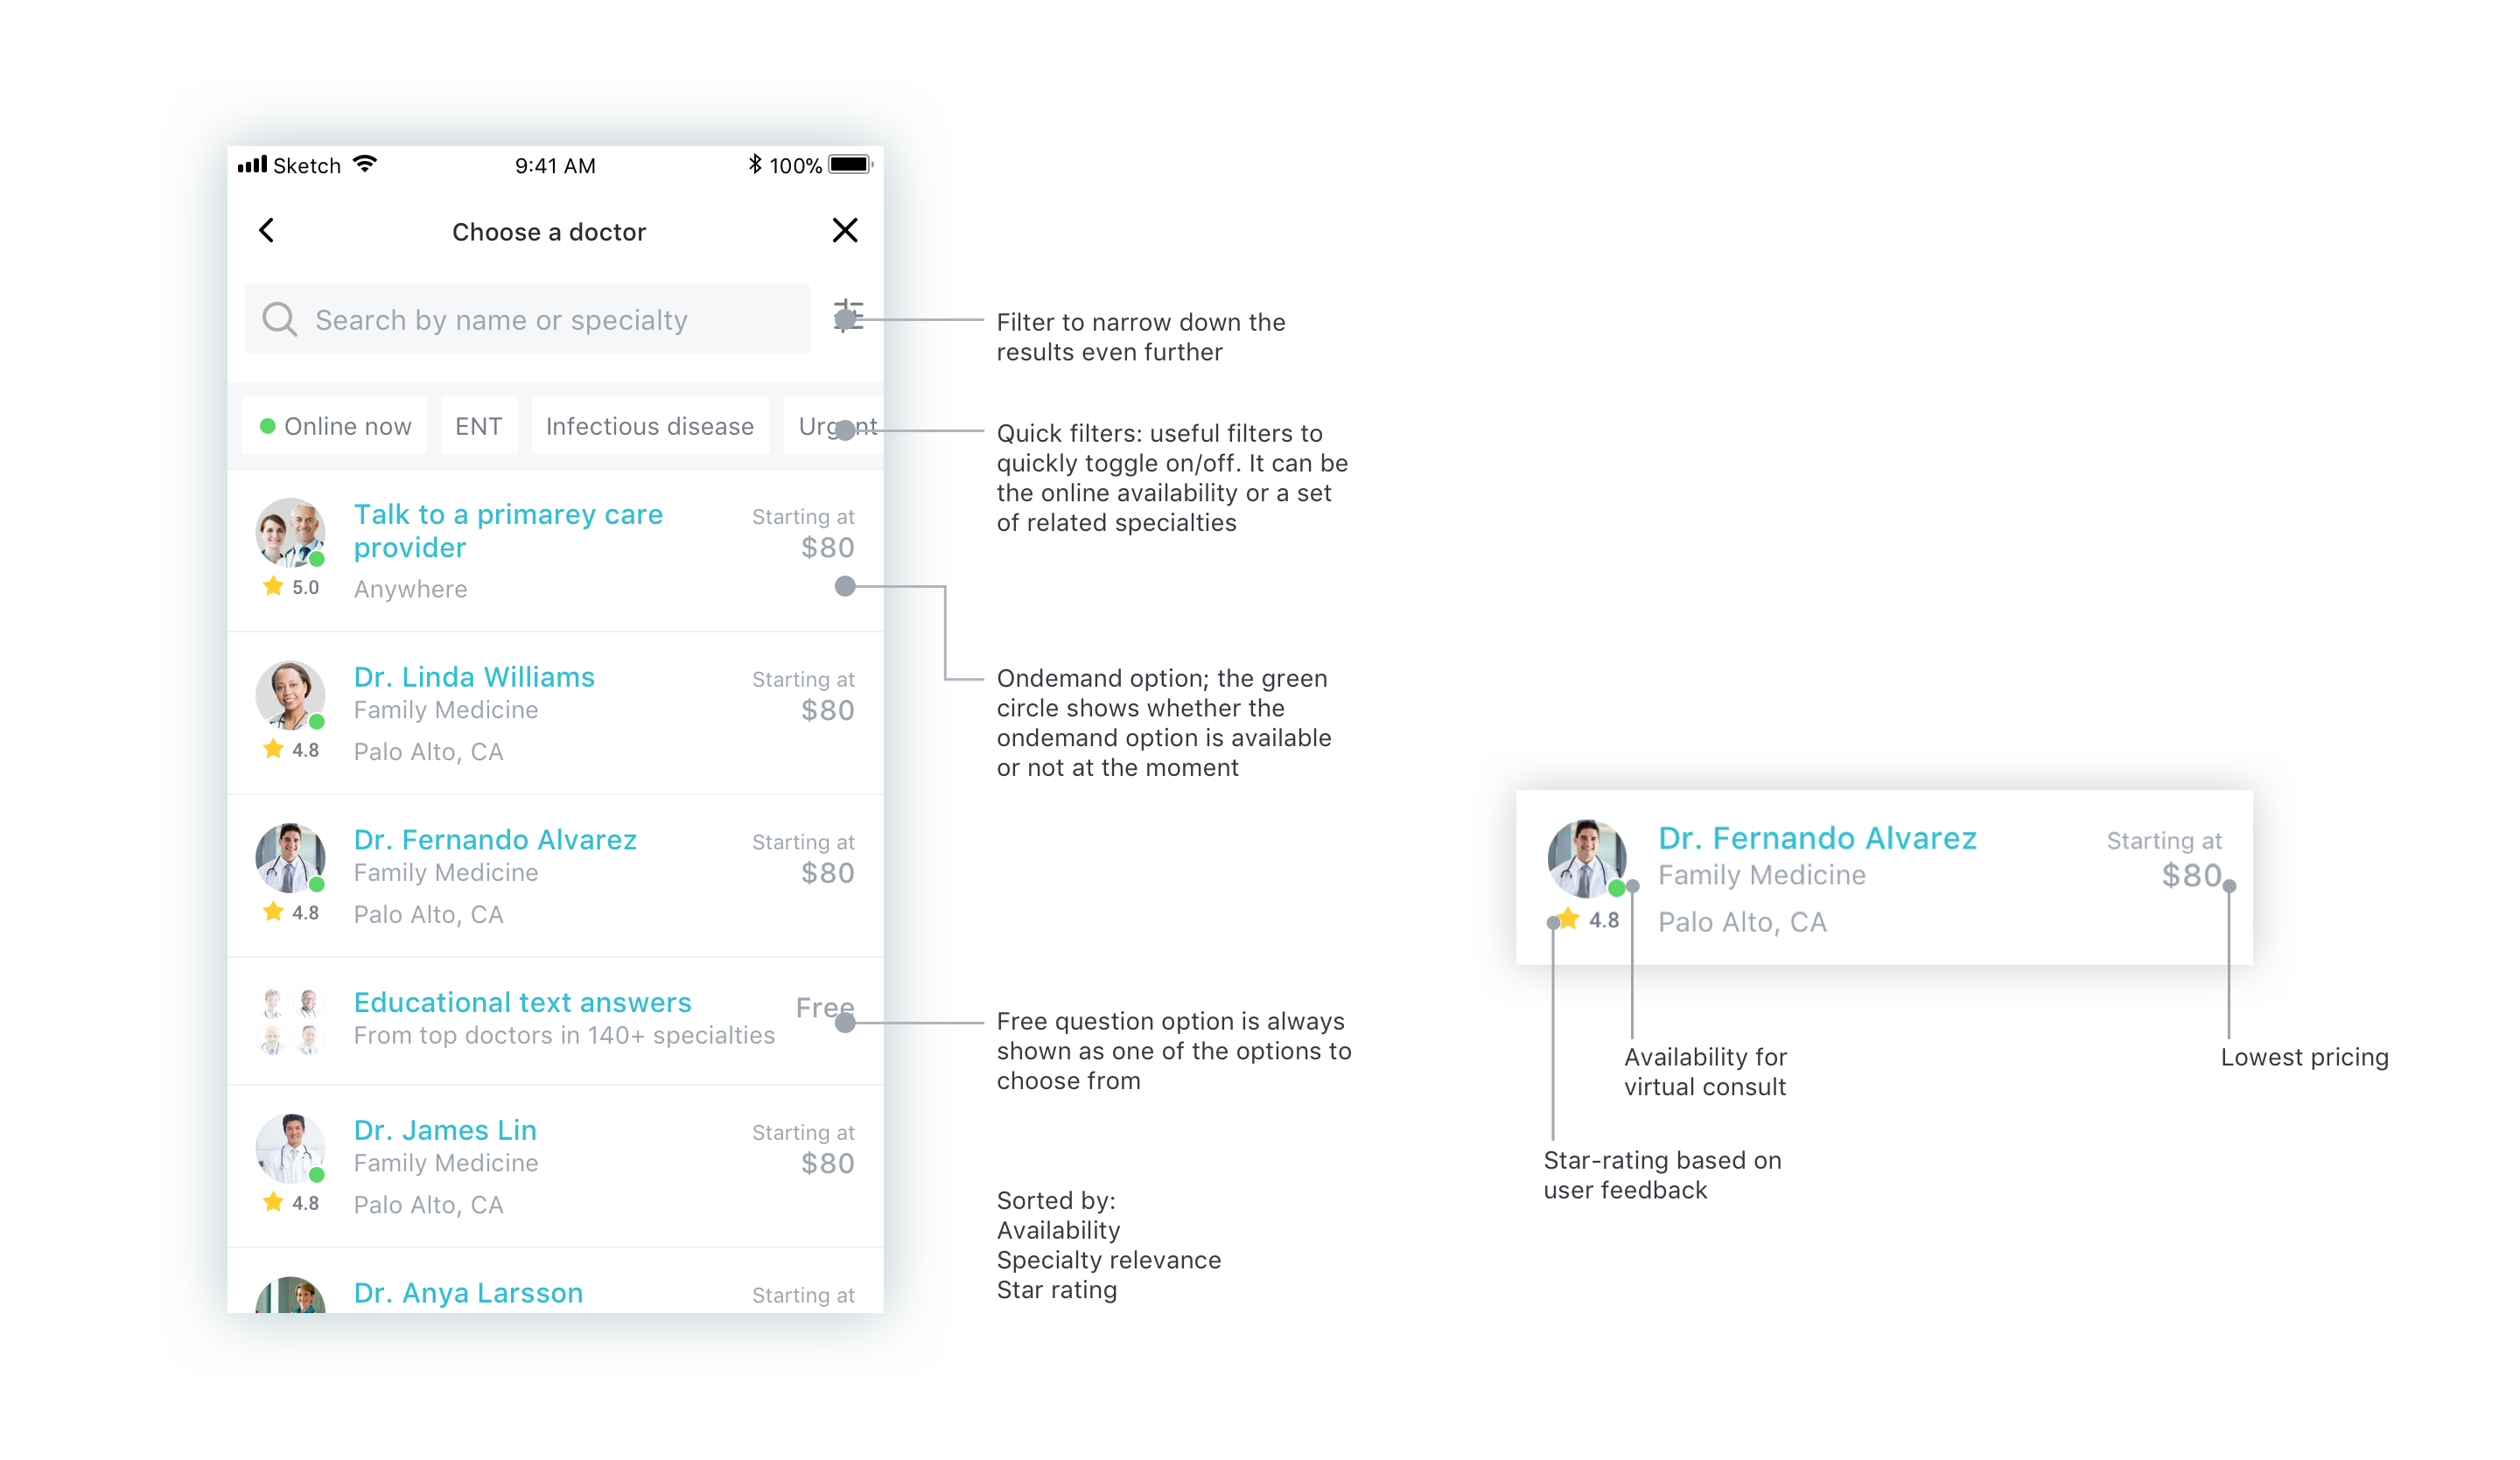 Sketch 9:41 AM 100%
Choose a doctor
Search by name or specialty
Filter to narrow down the
results even further
Online now ENT Infectious disease
Quick filters: useful filters to
quickly toggle on/off. It can be
the online availability or a set
of related specialties
Talk to a primarey care
provider
Starting at
$80
5.0
Anywhere
Dr. Linda Williams
Family Medicine
Starting at
$80
4.8
Palo Alto, CA
Ondemand option; the green
circle shows whether the
ondemand option is available
or not at the moment
Dr. Fernando Alvarez
Family Medicine
Starting at
$80
4.8
Palo Alto, CA
Educational text answers
From top doctors in 140+ specialties
Free
Free question option is always
shown as one of the options to
choose from
Dr. James Lin
Family Medicine
Starting at
$80
4.8
Palo Alto, CA
Sorted by:
Availability
Specialty relevance
Star rating
Dr. Anya Larsson
Starting at
Dr. Fernando Alvarez
Family Medicine
Starting at
$80
4.8
Palo Alto, CA
Availability for
virtual consult
Lowest pricing
Star-rating based on
user feedback